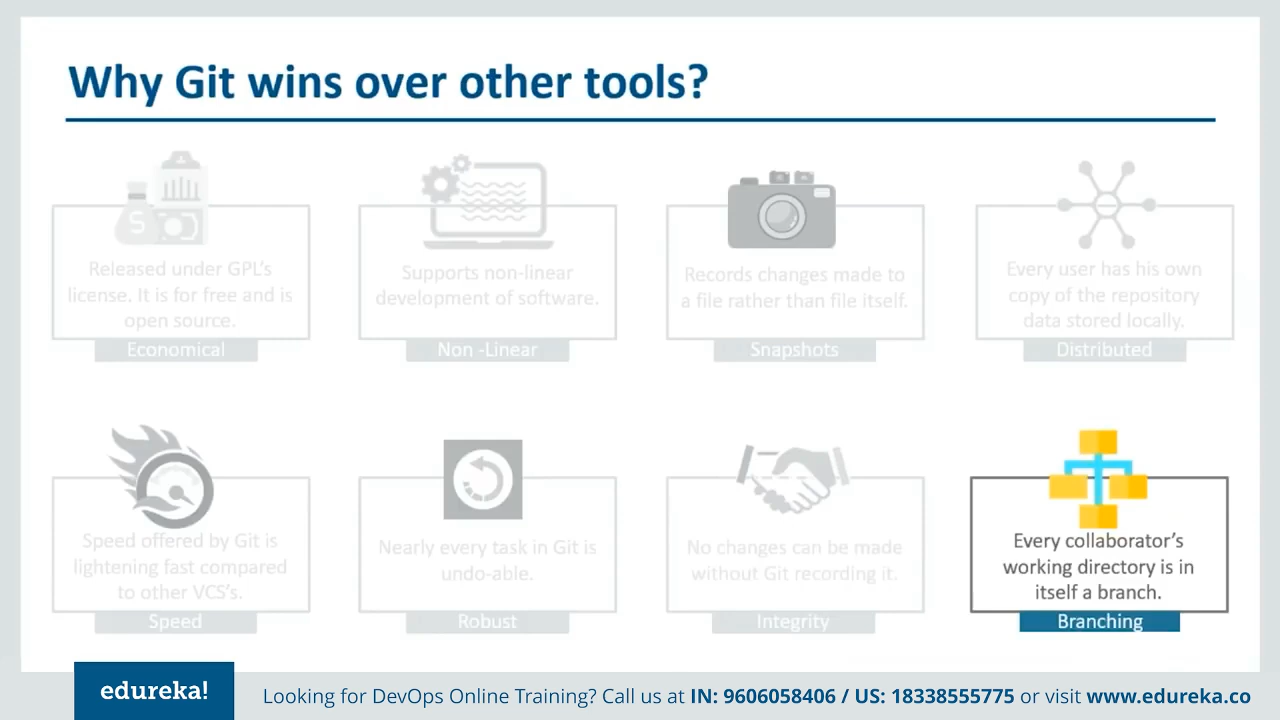 Why Git wins over other tools?
Released under GPL's
license. It is for free and is
open source.
Economical
Supports non-linear
development of software.
Non -Linear
Records changes made to
a file rather than file itself.
Snapshots
Every user has his own
copy of the repository
data stored locally.
Distributed
Speed offered by Git is
lightening fast compared
to other VCS's.
Speed
Nearly every task in Git is
undo-able.
Robust
No changes can be made
without Git recording it.
Integrity
Every collaborator's
working directory is in
itself a branch.
Branching
edureka!
Looking for DevOps Online Training? Call us at IN: 9606058406 / US: 18338555775 or visit www.edureka.co